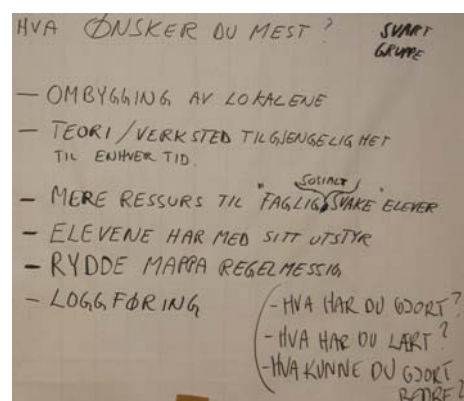 HVA ØNSKER DU MEST?
SVART
GRUPPE
- OMBYGGING AV LOKALENE
- TEORI/VERKSTED TILGJENGELIGHET
TIL ENHVER TID.
SOSIALT
- MERE RESSURS TIL "FAGLIG, SVAKE" ELEVER
- ELEVENE HAR MED SITT UTSTYR
- RYDDE MAPPA REGELMESSIG
- LOGGFØRING
- HVA HAR DU GJORT?
- HVA HAR DU LÆRT?
- HVA KUNNE DU GJORT
BEDRE?